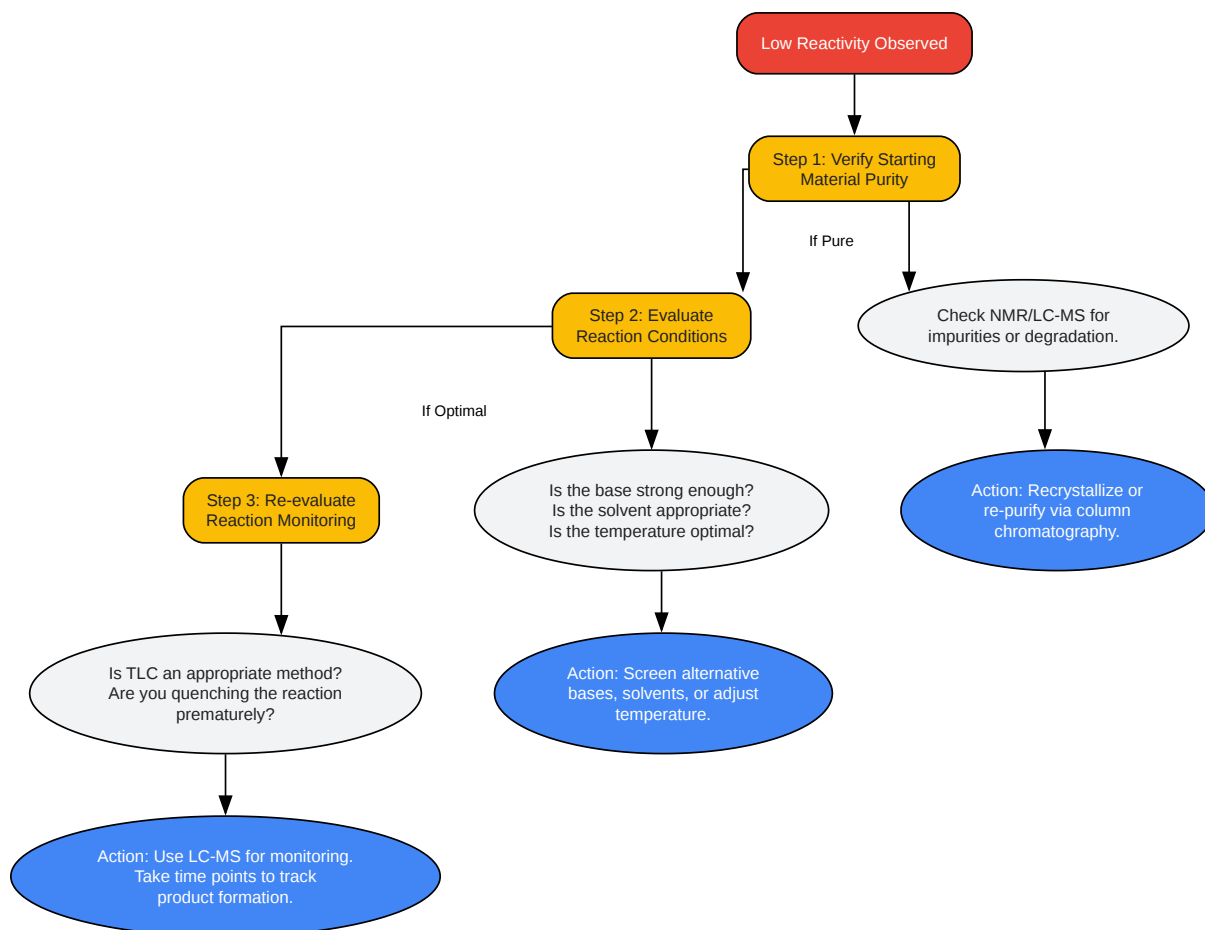 Low Reactivity Observed
Step 1: Verify Starting
Material Purity
If Pure
Step 2: Evaluate
Reaction Conditions
Check NMR/LC-MS for
impurities or degradation.
If Optimal
Step 3: Re-evaluate
Reaction Monitoring
Is the base strong enough?
Is the solvent appropriate?
Is the temperature optimal?
Action: Recrystallize or
re-purify via column
chromatography.
Is TLC an appropriate method?
Are you quenching the reaction
prematurely?
Action: Screen alternative
bases, solvents, or adjust
temperature.
Action: Use LC-MS for monitoring.
Take time points to track
product formation.